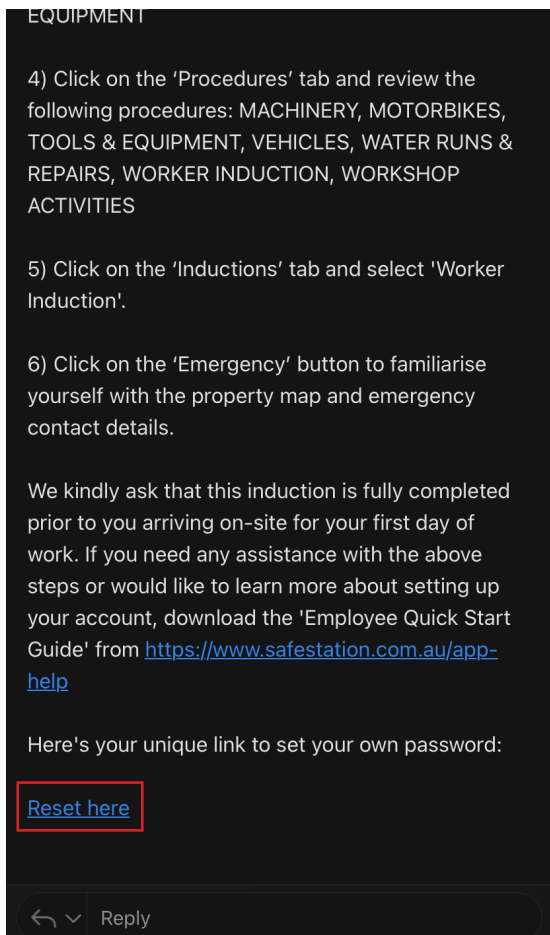 EQUIPMENT
4) Click on the ‘Procedures’ tab and review the
following procedures: MACHINERY, MOTORBIKES,
TOOLS & EQUIPMENT, VEHICLES, WATER RUNS &
REPAIRS, WORKER INDUCTION, WORKSHOP
ACTIVITIES
5) Click on the ‘Inductions’ tab and select 'Worker
Induction'.
6) Click on the ‘Emergency’ button to familiarise
yourself with the property map and emergency
contact details.
We kindly ask that this induction is fully completed
prior to you arriving on-site for your first day of
work. If you need any assistance with the above
steps or would like to learn more about setting up
your account, download the 'Employee Quick Start
Guide' from https://www.safestation.com.au/app-
help
Here's your unique link to set your own password:
Reset here
Reply